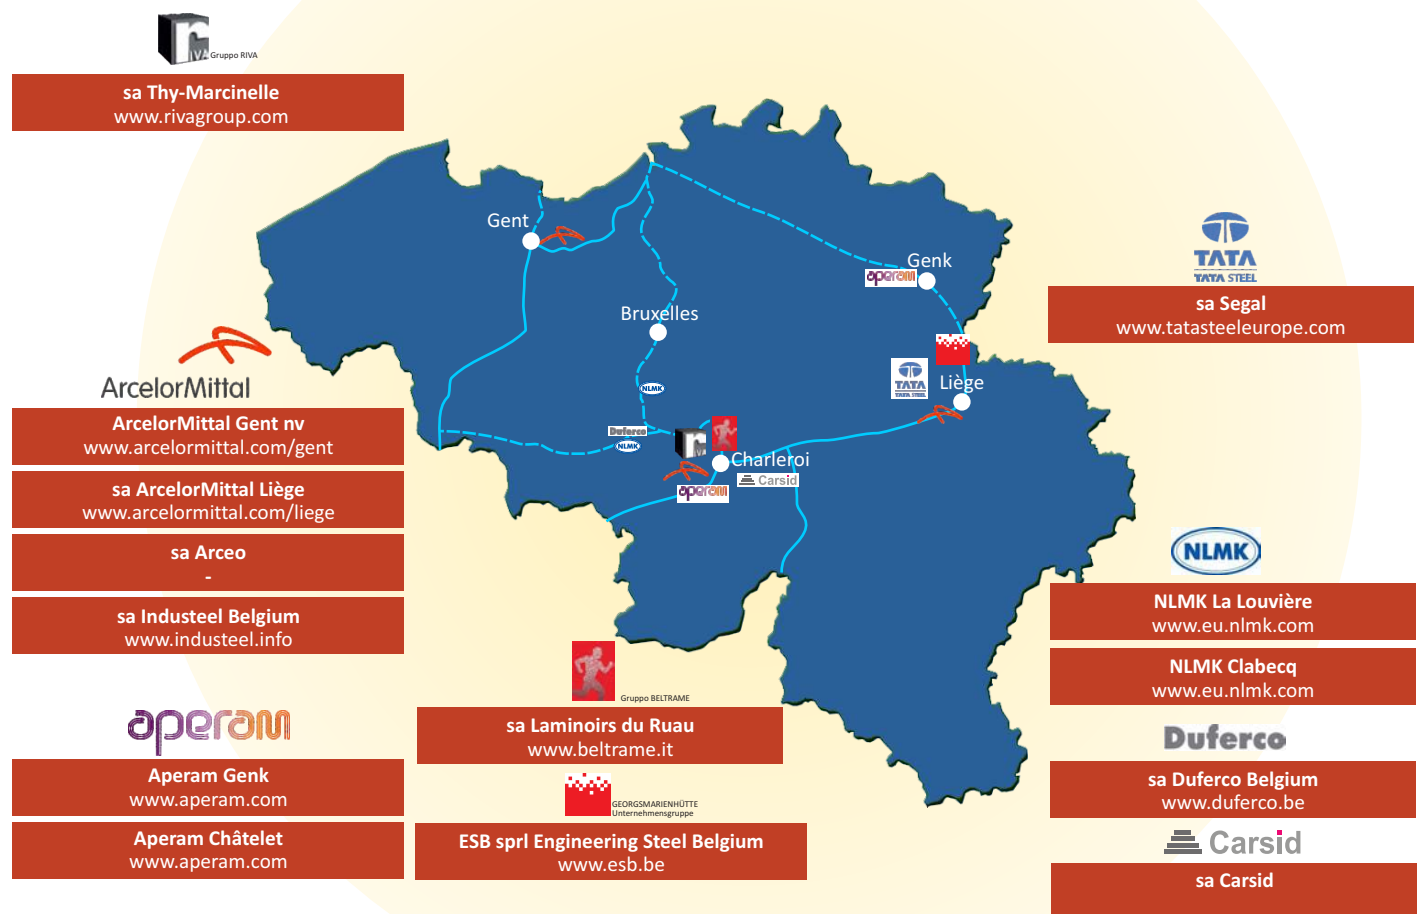 RIVA
Gruppo RIVA
sa Thy-Marcinelle
www.rivagroup.com
ArcelorMittal
ArcelorMittal Gent nv
www.arcelormittal.com/gent
sa ArcelorMittal Liège
www.arcelormittal.com/liege
sa Arceo
-
sa Industeel Belgium
www.industeel.info
aperam
Aperam Genk
www.aperam.com
Aperam Châtelet
www.aperam.com
Gent
Genk
aperam
Bruxelles
NLMK
TATA
TATA STEEL
Liège
Duferco
NLMK
RIVA
Charleroi
Carsid
aperam
Gruppo BELTRAME
sa Laminoirs du Ruau
www.beltrame.it
GEORGSMARIENHÜTTE
Unternehmensgruppe
ESB sprl Engineering Steel Belgium
www.esb.be
TATA
TATA STEEL
sa Segal
www.tatasteeleurope.com
NLMK
NLMK La Louvière
www.eu.nlmk.com
NLMK Clabecq
www.eu.nlmk.com
Duferco
sa Duferco Belgium
www.duferco.be
Carsid
sa Carsid